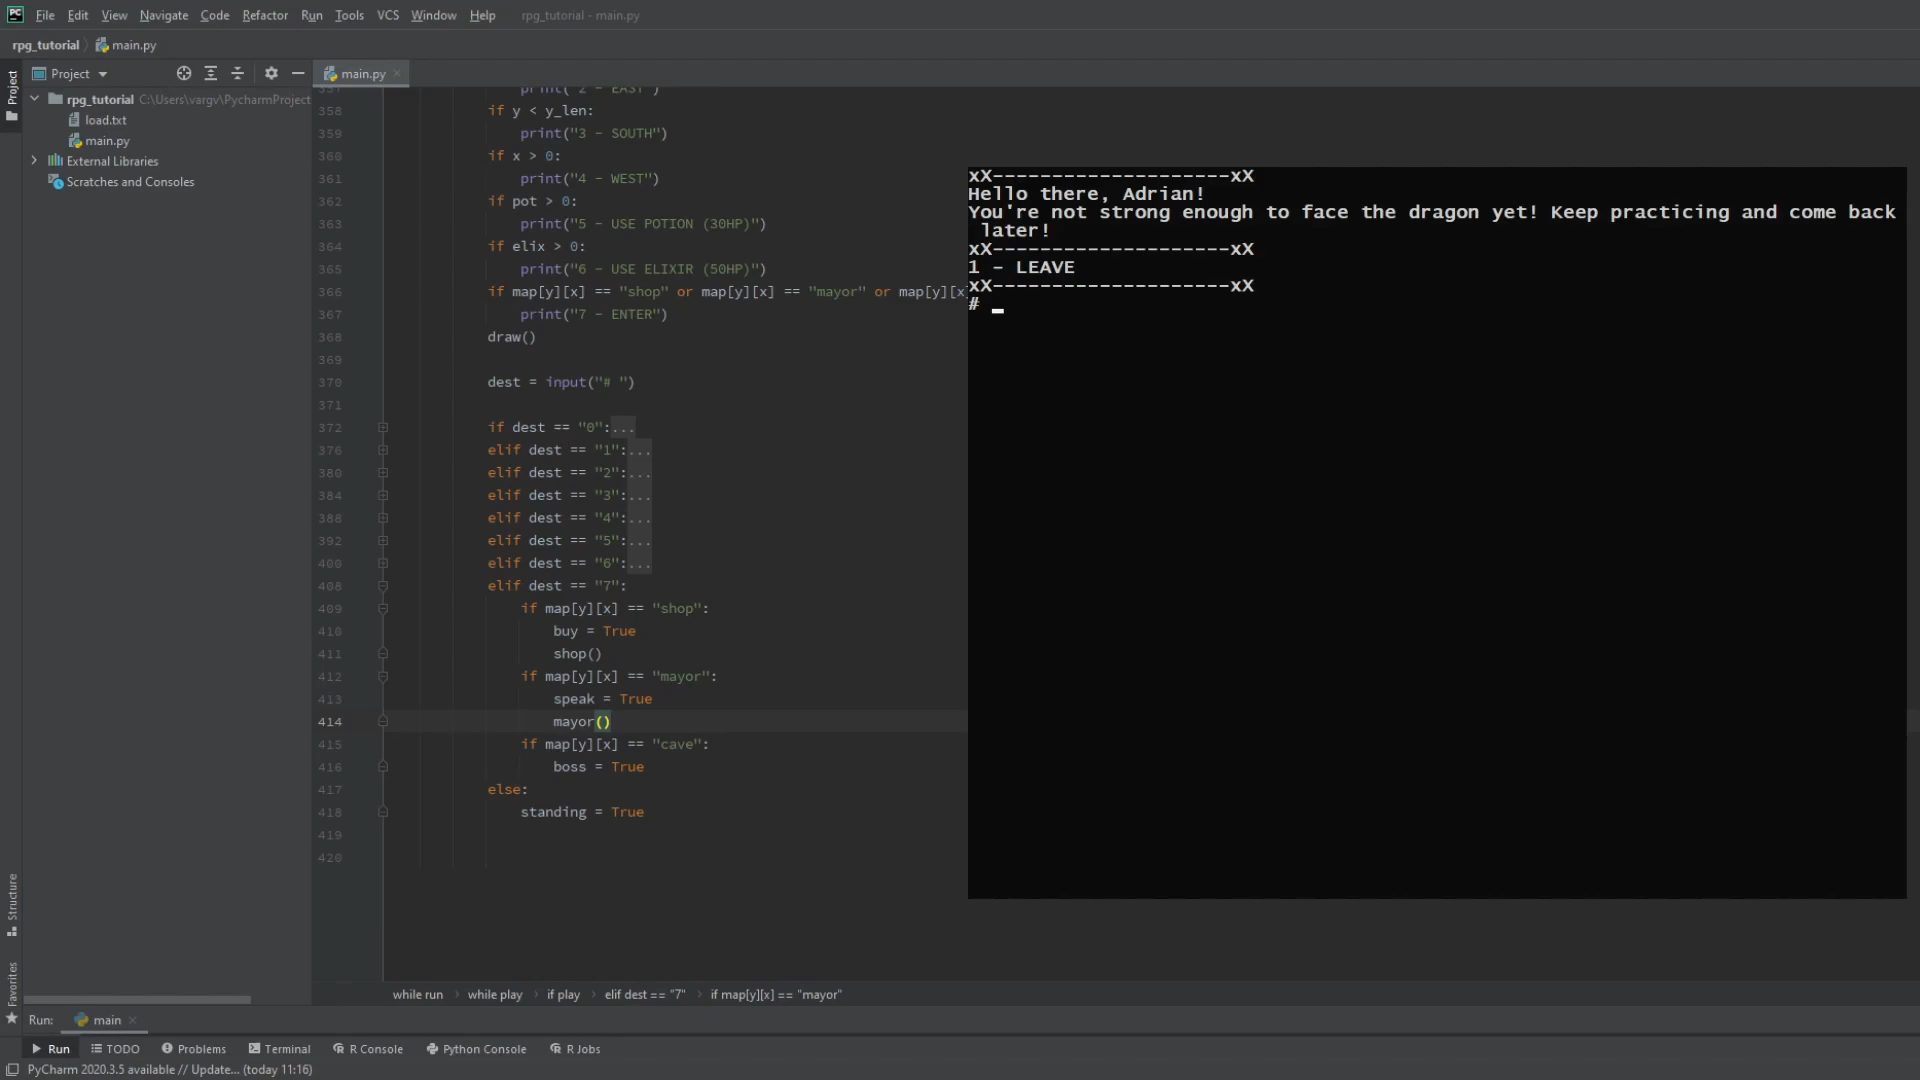 File Edit View Navigate Code Refactor Run Tools VCS Window Help rpg_tutorial - main.py
rpg_tutorial main.py
Project
Project
main.py
rpg_tutorial C:\Users\vargv\PycharmProject
load.txt
main.py
External Libraries
Scratches and Consoles
357 print("2 - EAST")
358 if y < y_len:
359 print("3 - SOUTH")
360 if x > 0:
361 print("4 - WEST")
362 if pot > 0:
363 print("5 - USE POTION (30HP)")
364 if elix > 0:
365 print("6 - USE ELIXIR (50HP)")
366 if map[y][x] == "shop" or map[y][x] == "mayor" or map[y][x
367 print("7 - ENTER")
368 draw()
369
370 dest = input("# ")
371
372 if dest == "0":...
376 elif dest == "1":...
380 elif dest == "2":...
384 elif dest == "3":...
388 elif dest == "4":...
392 elif dest == "5":...
400 elif dest == "6":...
408 elif dest == "7":
409 if map[y][x] == "shop":
410 buy = True
411 shop()
412 if map[y][x] == "mayor":
413 speak = True
414 mayor()
415 if map[y][x] == "cave":
416 boss = True
417 else:
418 standing = True
419
420
xX--------------------xX
Hello there, Adrian!
You're not strong enough to face the dragon yet! Keep practicing and come back
later!
xX--------------------xX
1 - LEAVE
xX--------------------xX
# _
Structure
Favorites
while run while play if play elif dest == "7" if map[y][x] == "mayor"
Run: main
Run TODO Problems Terminal R Console Python Console R Jobs
PyCharm 2020.3.5 available // Update... (today 11:16)